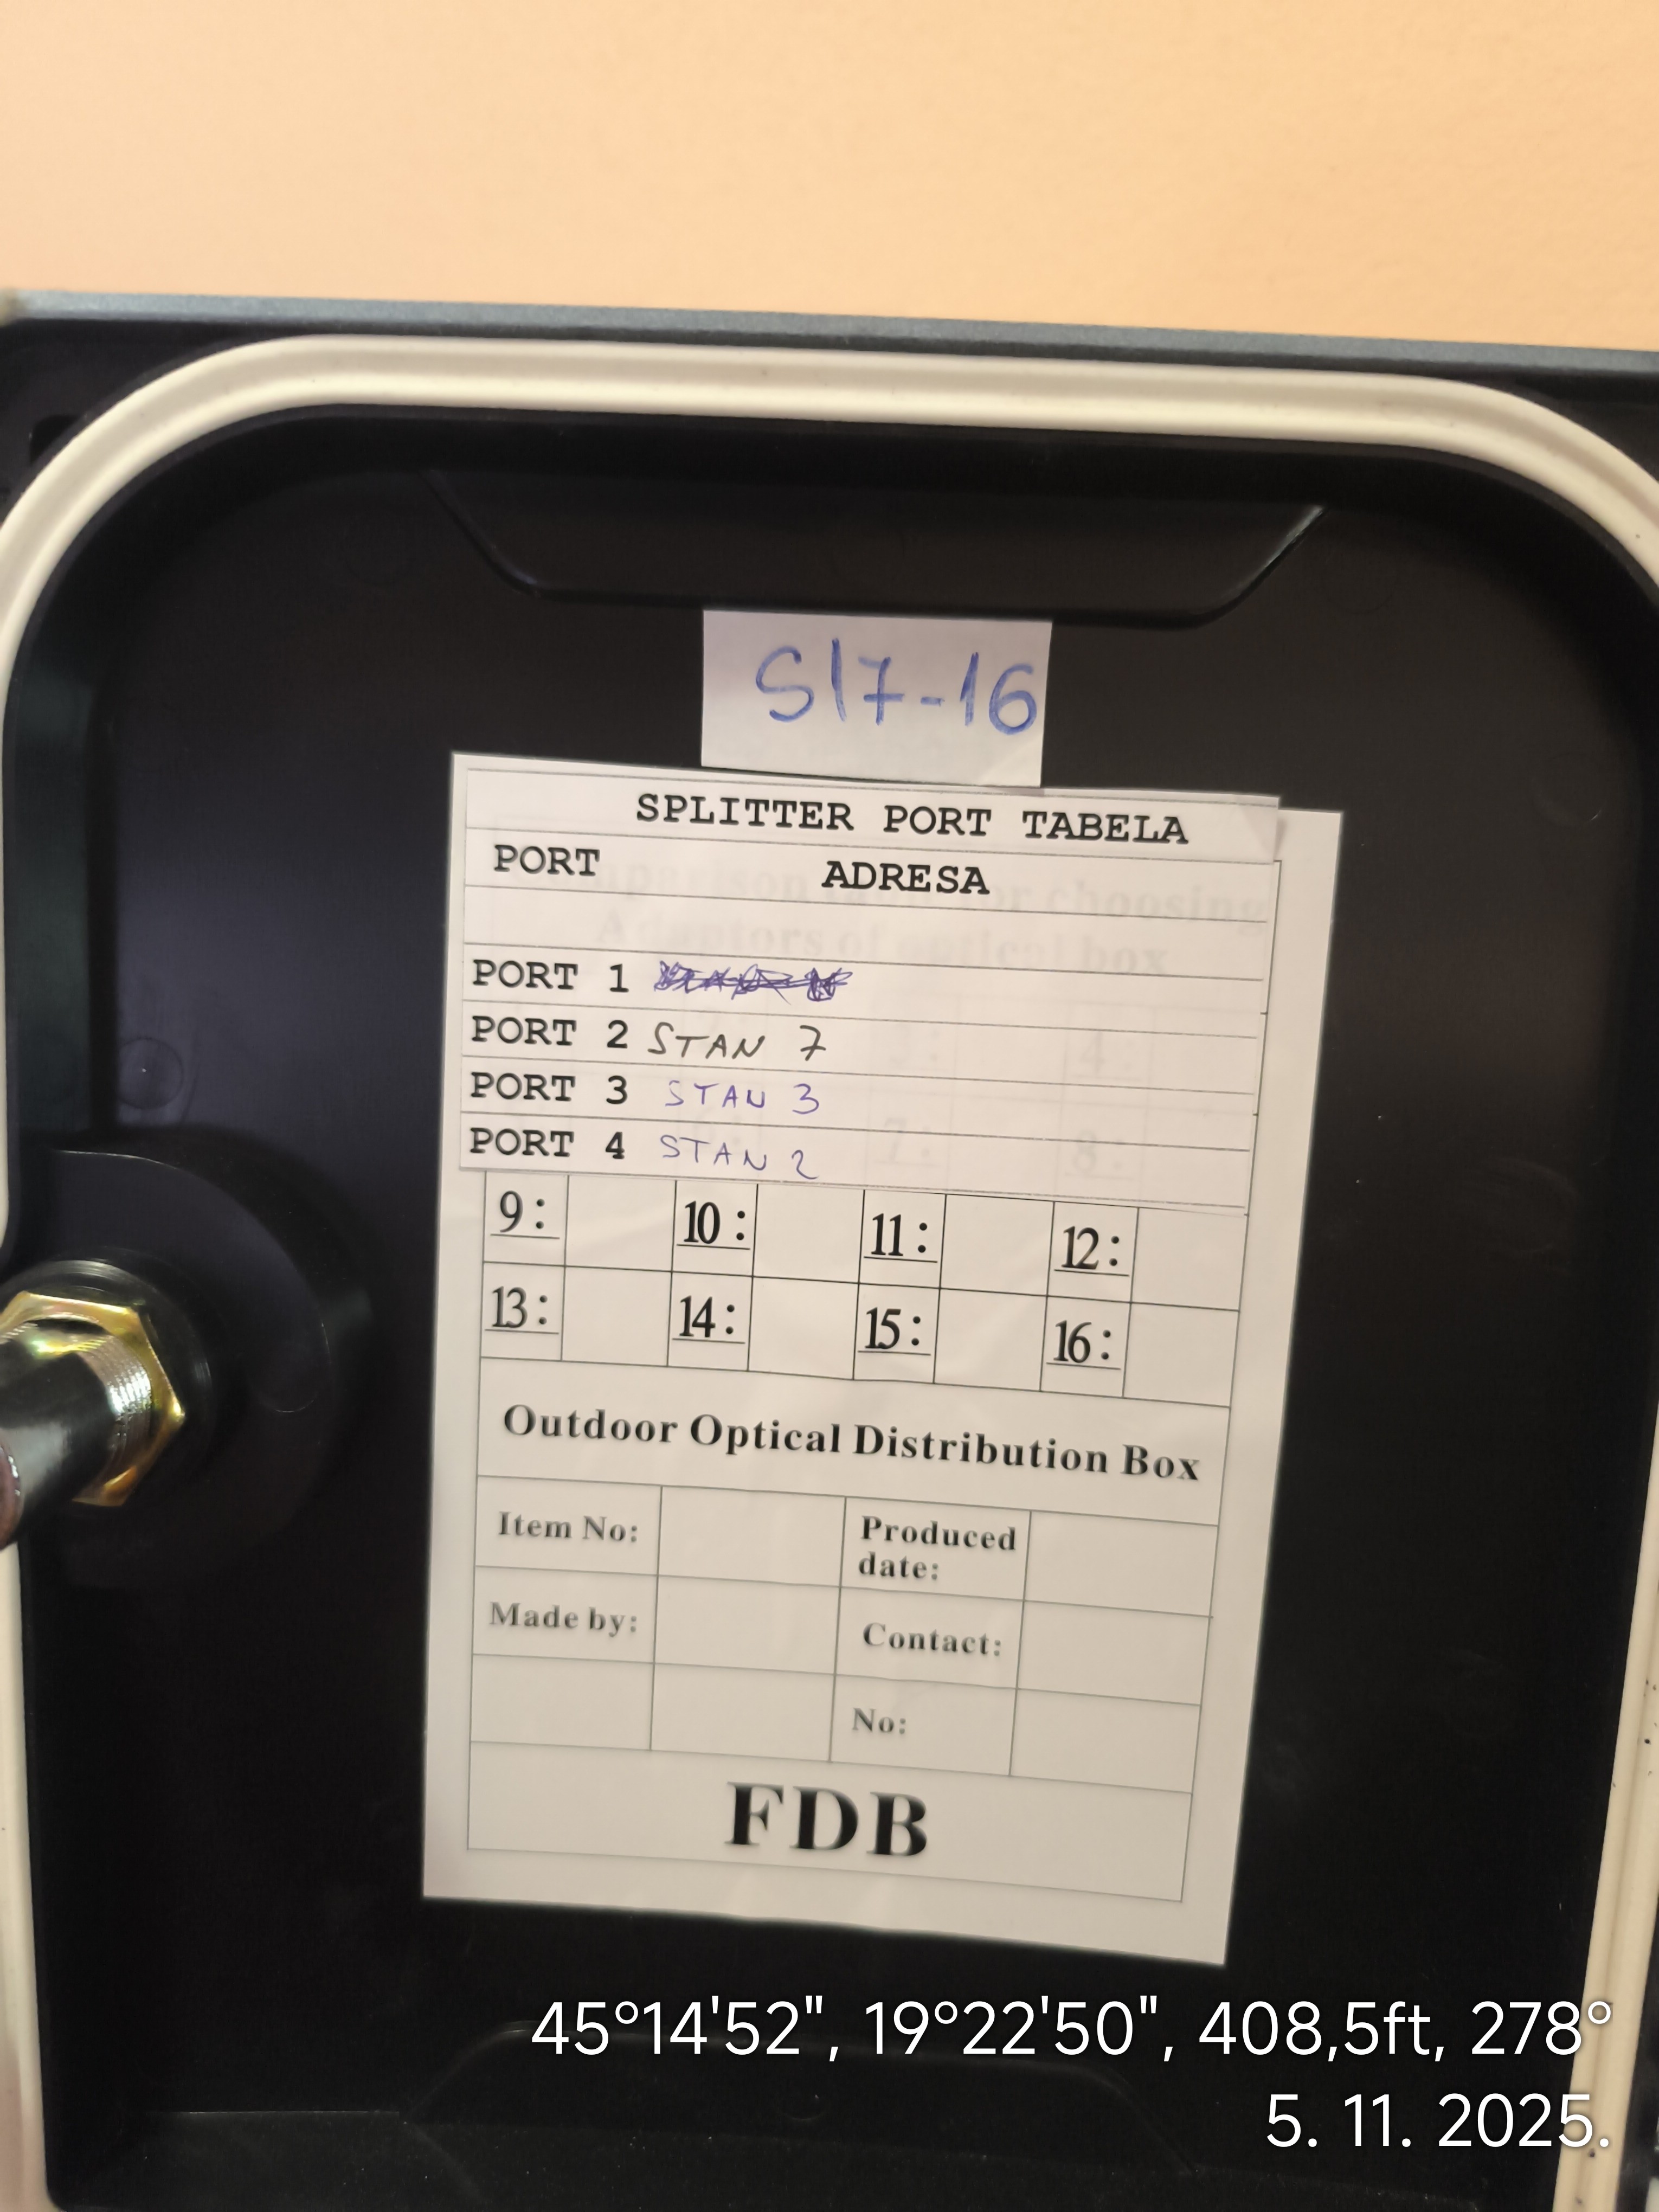 S17-16
SPLITTER PORT TABELA
PORT ADRESA
PORT 1
PORT 2 STAN 7
PORT 3 STAN 3
PORT 4 STAN 2
9: 10: 11: 12:
13: 14: 15: 16:
Outdoor Optical Distribution Box
Item No: Produced date:
Made by: Contact:
No:
FDB
45°14'52", 19°22'50", 408,5ft, 278°
5. 11. 2025.